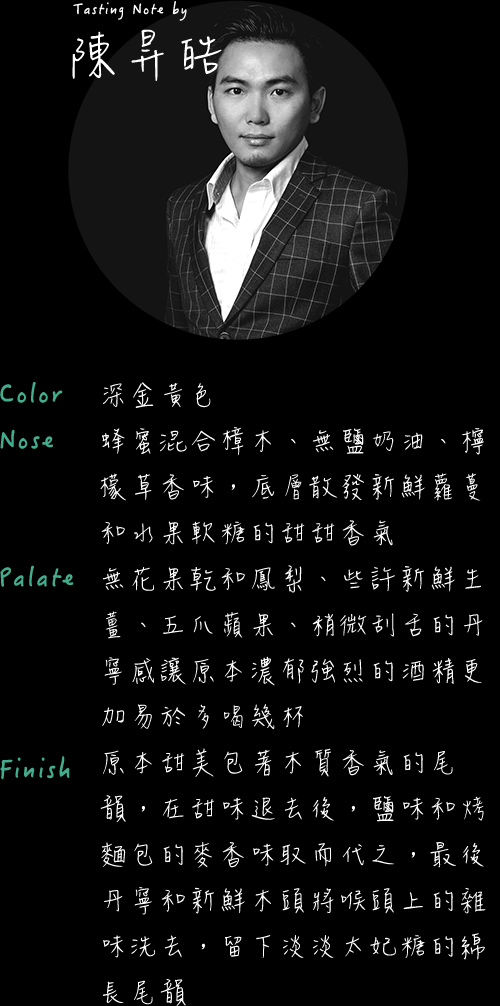 Tasting Note by
陳昇皓
Color 深金黃色
Nose 蜂蜜混合樟木、無鹽奶油、檸
檬草香味，底層散發新鮮蘿蔓
和水果軟糖的甜甜香氣
Palate 無花果乾和鳳梨、些許新鮮生
薑、五爪蘋果、稍微刮舌的丹
寧感讓原本濃郁強烈的酒精更
加易於多喝幾杯
Finish 原本甜美包著木質香氣的尾
韻，在甜味退去後，鹽味和烤
麵包的麥香味取而代之，最後
丹寧和新鮮木頭將喉頭上的雜
味洗去，留下淡淡太妃糖的綿
長尾韻